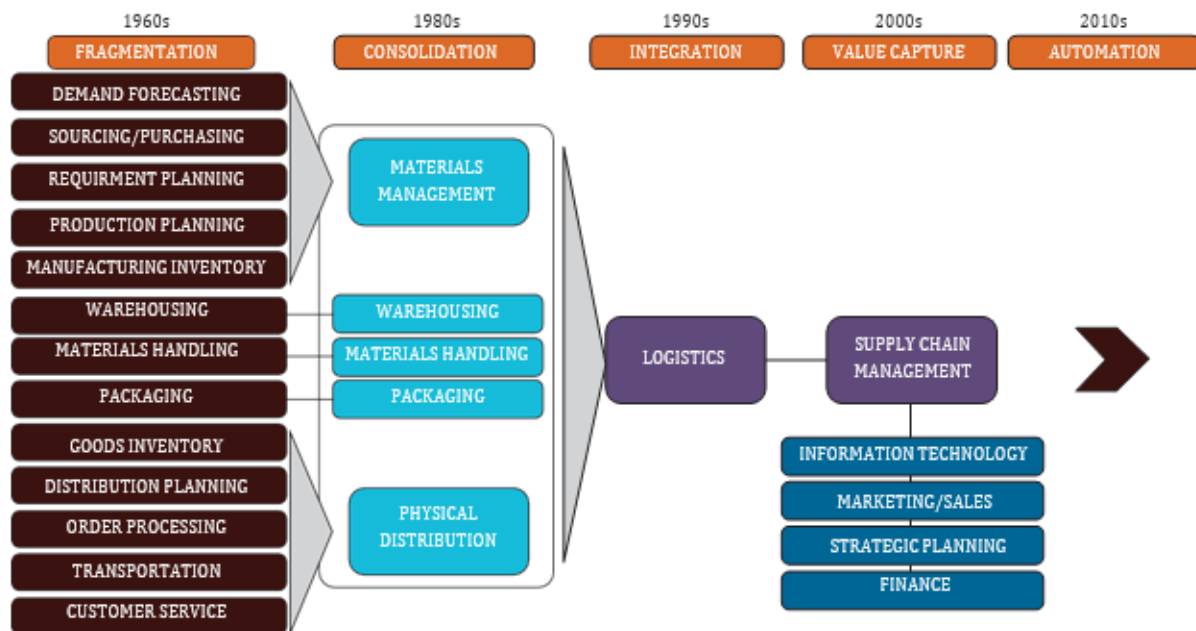 1960s
1980s
1990s
2000s
2010s
FRAGMENTATION
CONSOLIDATION
INTEGRATION
VALUE CAPTURE
AUTOMATION
DEMAND FORECASTING
SOURCING/PURCHASING
REQUIRMENT PLANNING
PRODUCTION PLANNING
MANUFACTURING INVENTORY
WAREHOUSING
MATERIALS HANDLING
PACKAGING
GOODS INVENTORY
DISTRIBUTION PLANNING
ORDER PROCESSING
TRANSPORTATION
CUSTOMER SERVICE
MATERIALS
MANAGEMENT
WAREHOUSING
MATERIALS HANDLING
PACKAGING
PHYSICAL
DISTRIBUTION
LOGISTICS
SUPPLY CHAIN
MANAGEMENT
INFORMATION TECHNOLOGY
MARKETING/SALES
STRATEGIC PLANNING
FINANCE